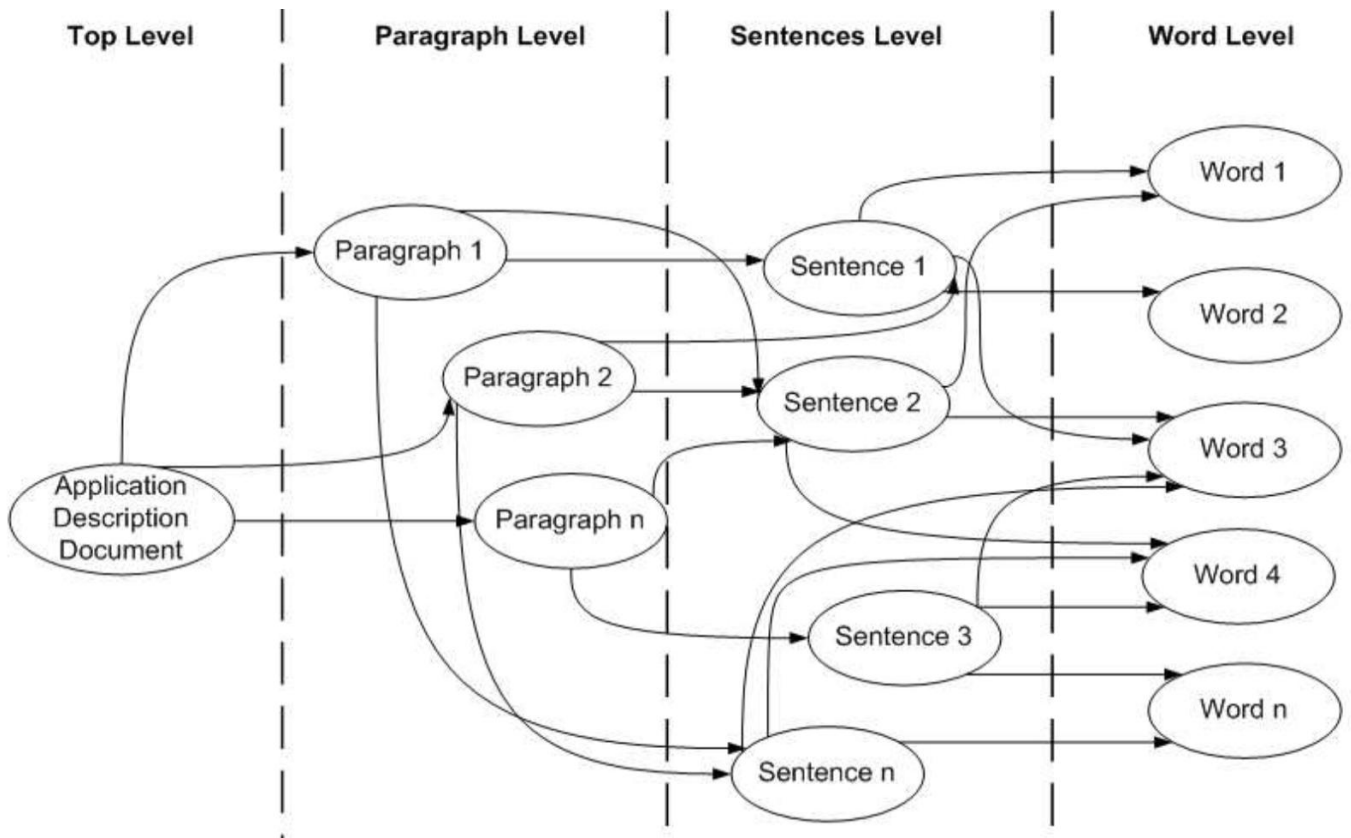 Top Level
Paragraph Level
Sentences Level
Word Level
Paragraph 1
Paragraph 2
Paragraph n
Application
Description
Document
Sentence 1
Sentence 2
Sentence 3
Sentence n
Word 1
Word 2
Word 3
Word 4
Word n